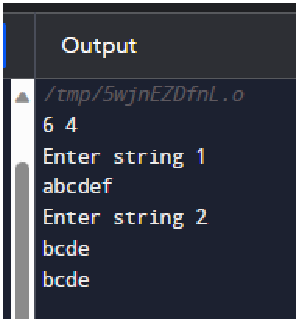 Output
/tmp/5wjnEZDfnL.o
6 4
Enter string 1
abcdef
Enter string 2
bcde
bcde